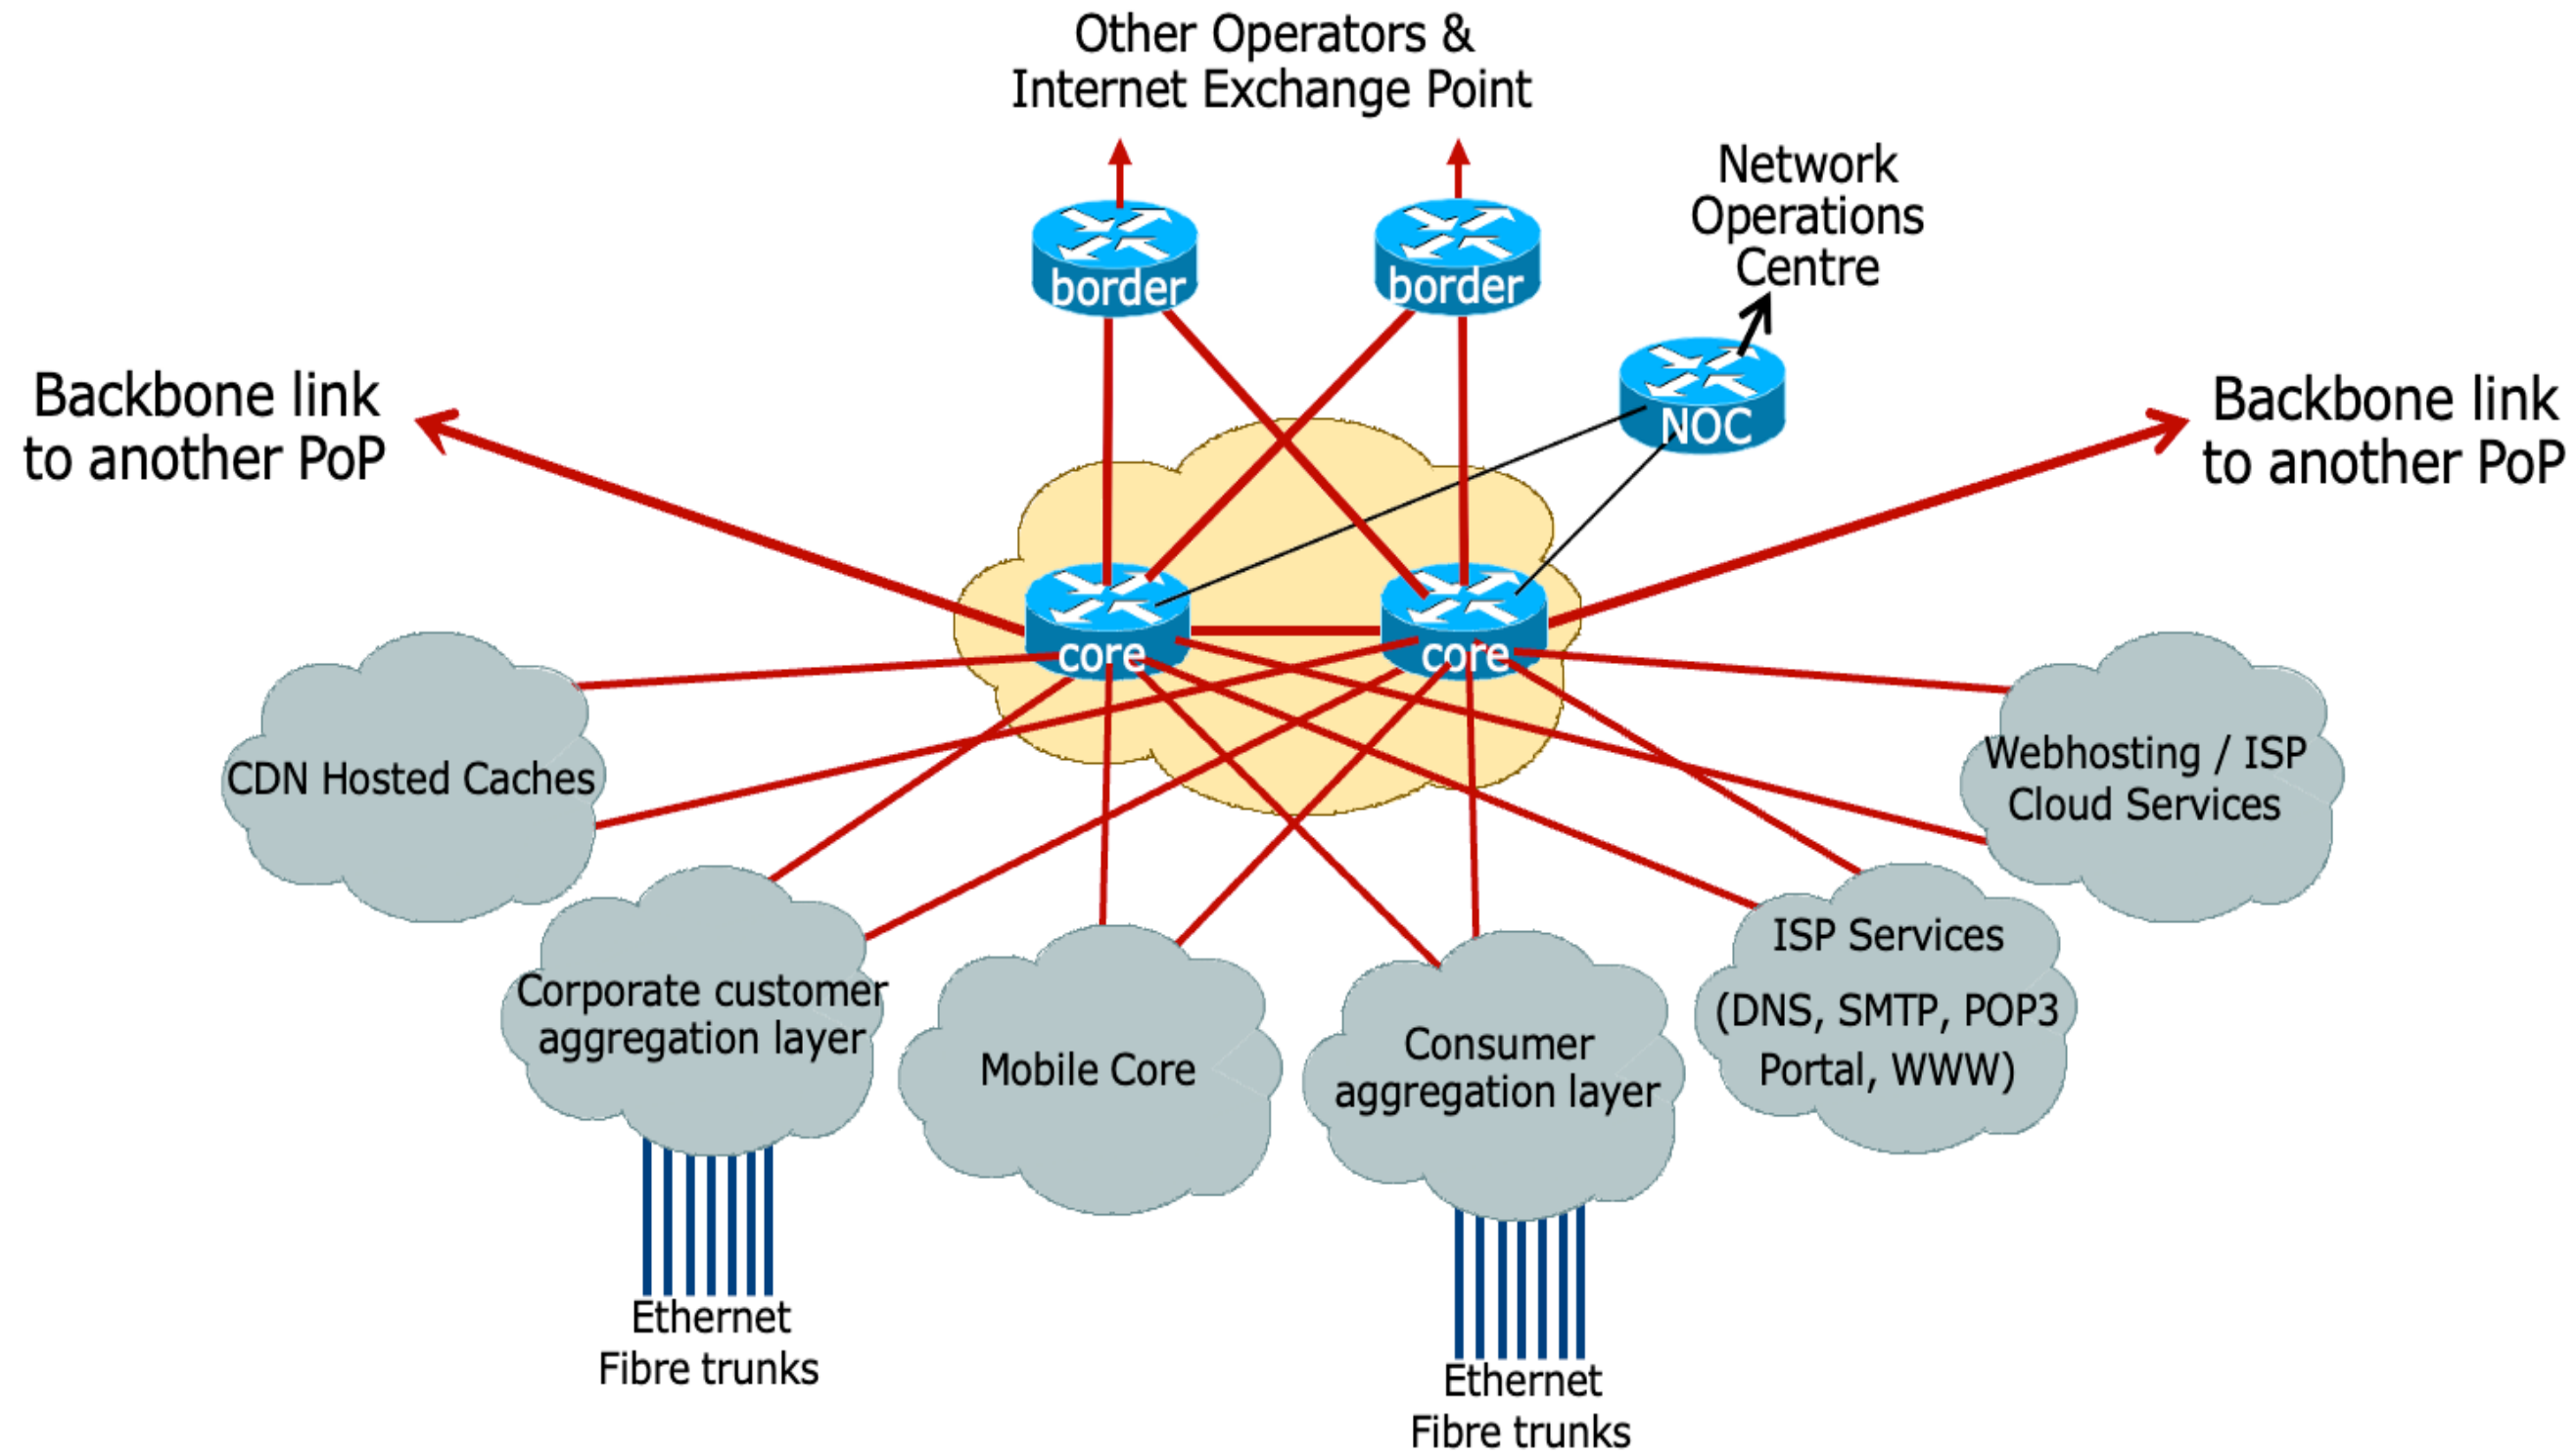 Other Operators &
Internet Exchange Point
Network
Operations
Centre
border
border
NOC
Backbone link
to another PoP
Backbone link
to another PoP
core
core
CDN Hosted Caches
Webhosting / ISP
Cloud Services
Corporate customer
aggregation layer
Mobile Core
Consumer
aggregation layer
ISP Services
(DNS, SMTP, POP3
Portal, WWW)
Ethernet
Fibre trunks
Ethernet
Fibre trunks